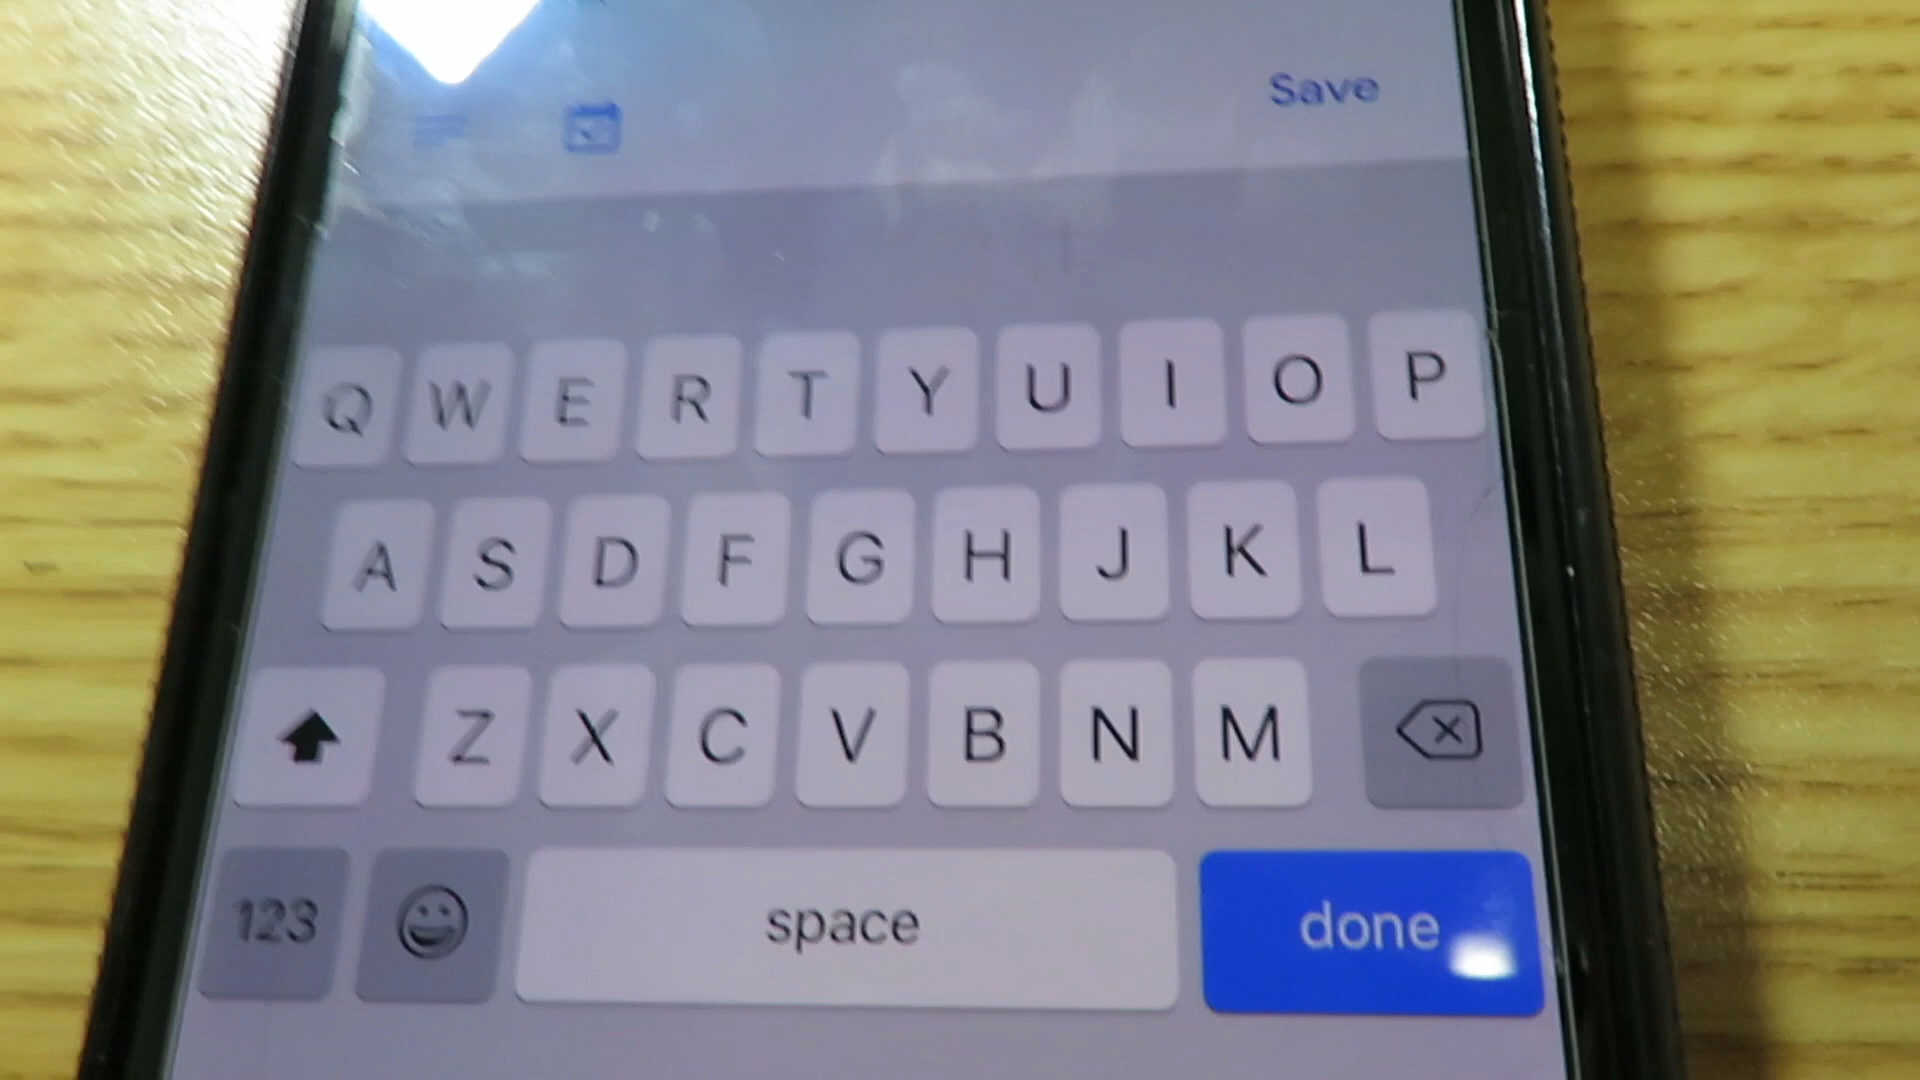 Save
Q W E R T Y U I O P
A S D F G H J K L
Z X C V B N M
123 space done